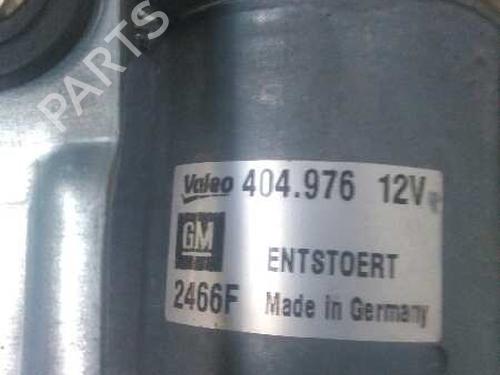 PARTS
Valeo 404.976 12V
GM ENTSTOERT
2466F Made in Germany